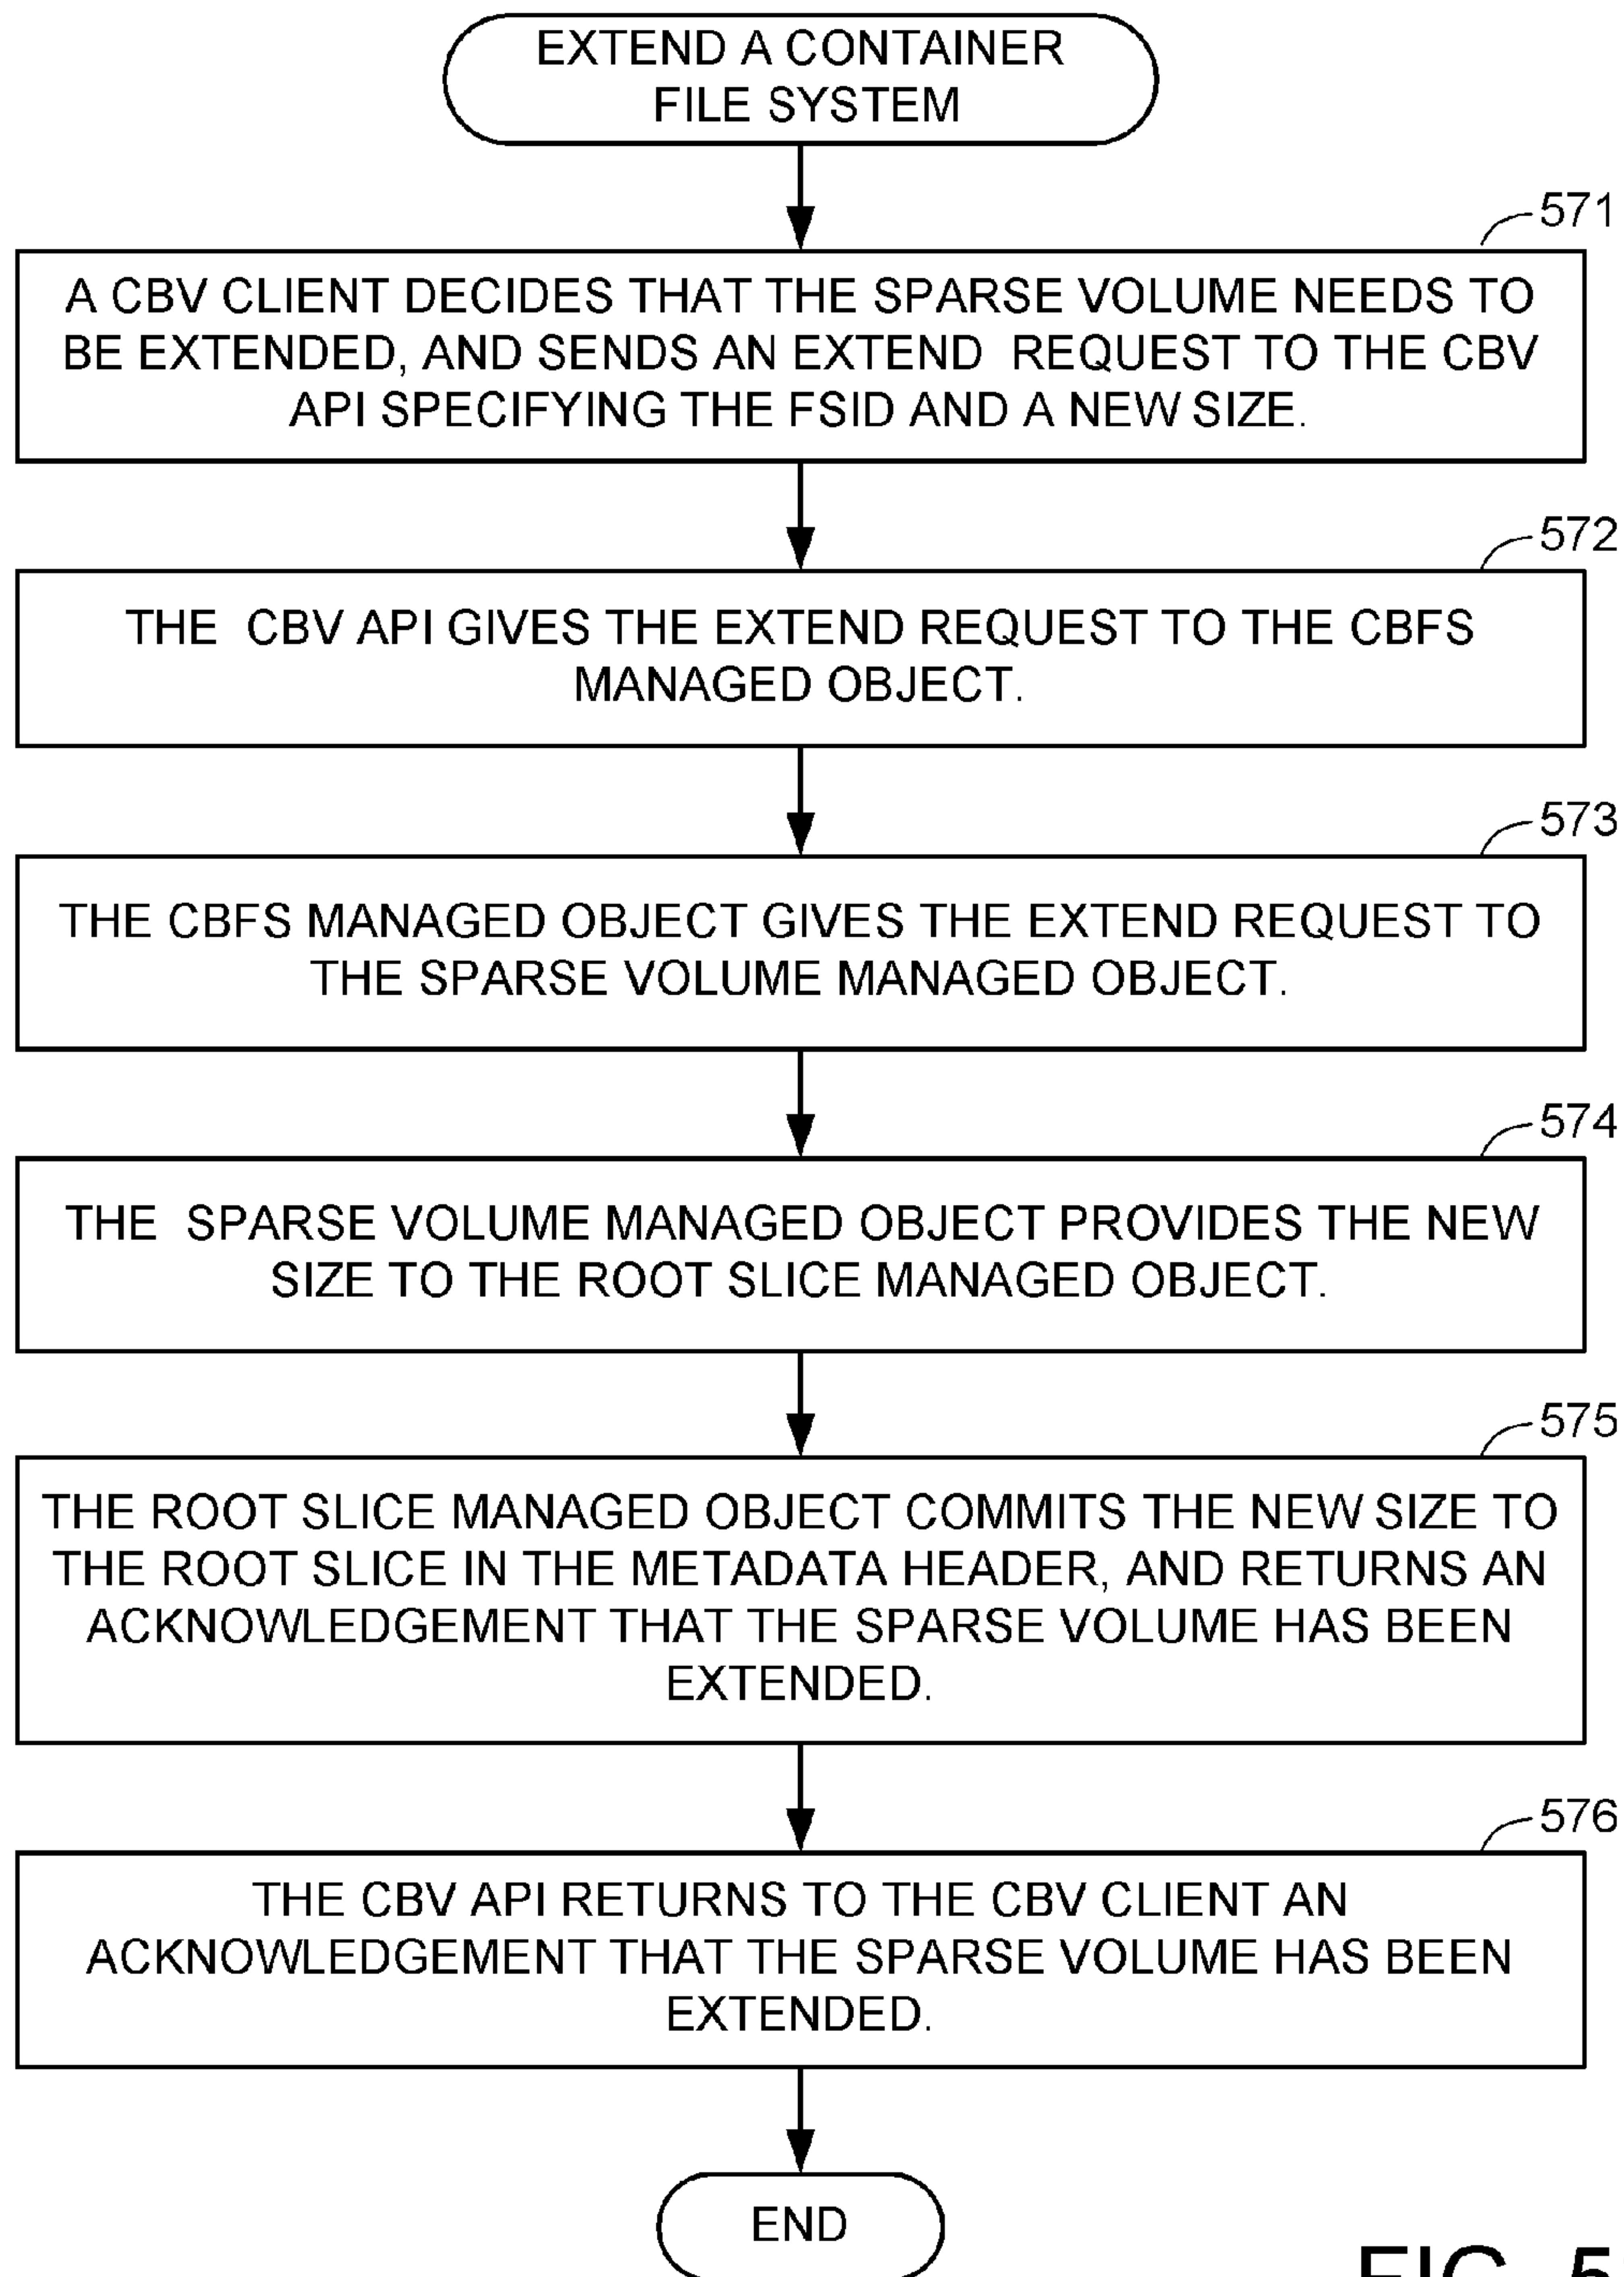 EXTEND A CONTAINER
FILE SYSTEM
571
A CBV CLIENT DECIDES THAT THE SPARSE VOLUME NEEDS TO
BE EXTENDED, AND SENDS AN EXTEND REQUEST TO THE CBV
API SPECIFYING THE FSID AND A NEW SIZE.
572
THE CBV API GIVES THE EXTEND REQUEST TO THE CBFS
MANAGED OBJECT.
573
THE CBFS MANAGED OBJECT GIVES THE EXTEND REQUEST TO
THE SPARSE VOLUME MANAGED OBJECT.
574
THE SPARSE VOLUME MANAGED OBJECT PROVIDES THE NEW
SIZE TO THE ROOT SLICE MANAGED OBJECT.
575
THE ROOT SLICE MANAGED OBJECT COMMITS THE NEW SIZE TO
THE ROOT SLICE IN THE METADATA HEADER, AND RETURNS AN
ACKNOWLEDGEMENT THAT THE SPARSE VOLUME HAS BEEN
EXTENDED.
576
THE CBV API RETURNS TO THE CBV CLIENT AN
ACKNOWLEDGEMENT THAT THE SPARSE VOLUME HAS BEEN
EXTENDED.
END
FIG. 5